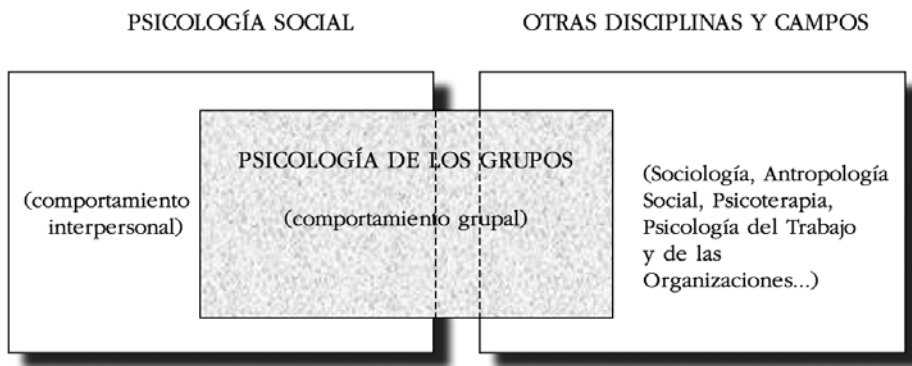 PSICOLOGÍA SOCIAL
OTRAS DISCIPLINAS Y CAMPOS
PSICOLOGÍA DE LOS GRUPOS
(comportamiento grupal)
(comportamiento
interpersonal)
(Sociología, Antropología
Social, Psicoterapia,
Psicología del Trabajo
y de las
Organizaciones...)